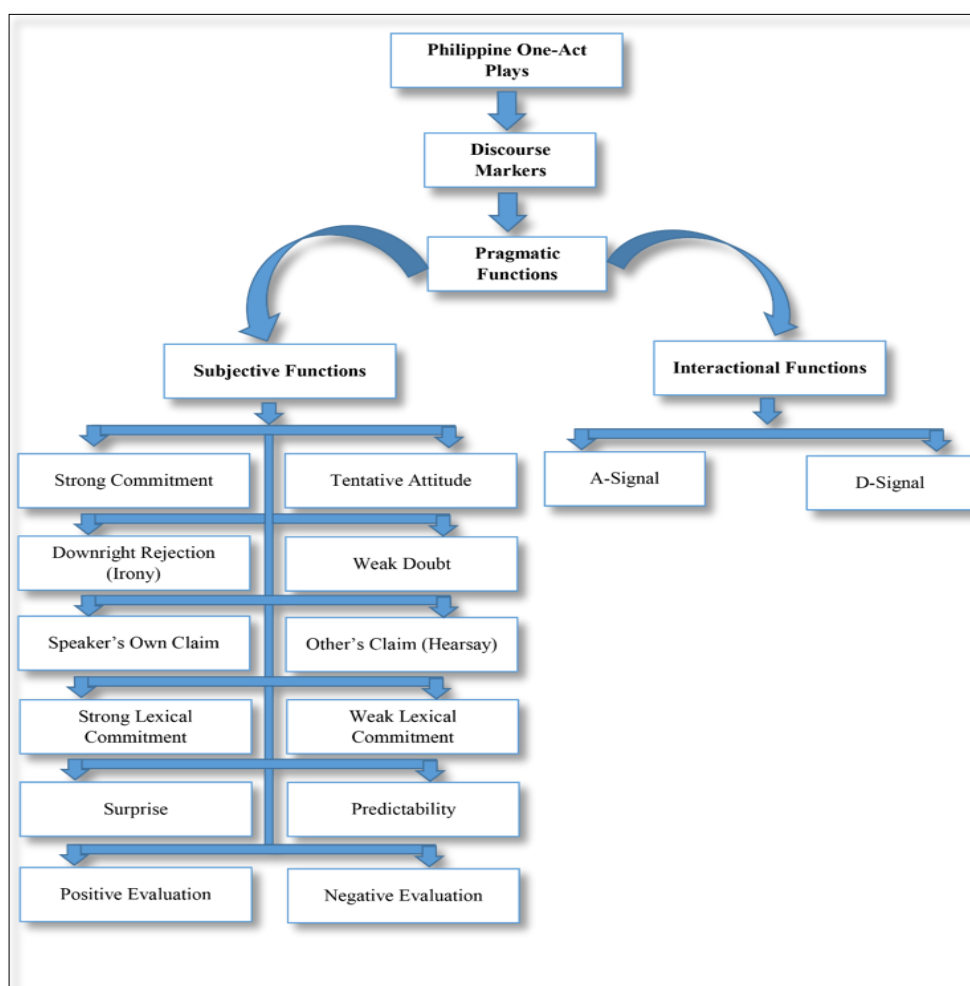 Philippine One-Act
Plays
Discourse
Markers
Pragmatic
Functions
Subjective Functions
Interactional Functions
Strong Commitment
Tentative Attitude
A-Signal
D-Signal
Downright Rejection
(Irony)
Weak Doubt
Speaker's Own Claim
Other's Claim (Hearsay)
Strong Lexical
Commitment
Weak Lexical
Commitment
Surprise
Predictability
Positive Evaluation
Negative Evaluation